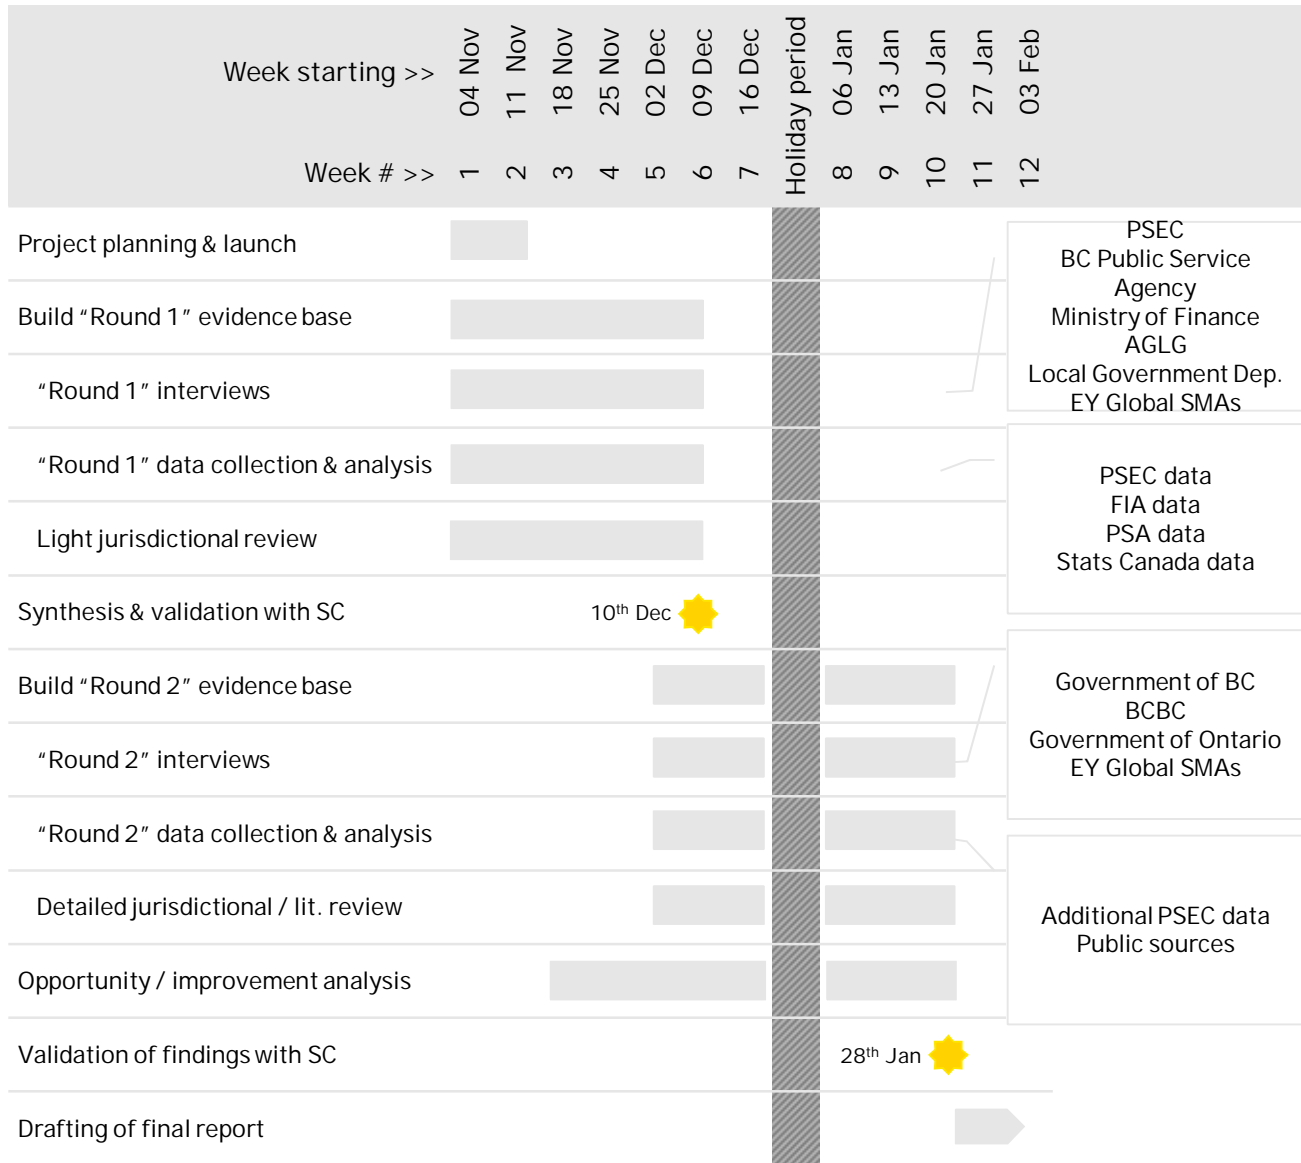 Week starting >>
04 Nov
11 Nov
18 Nov
25 Nov
02 Dec
09 Dec
16 Dec
Holiday period
06 Jan
13 Jan
20 Jan
27 Jan
03 Feb
Week # >>
1
2
3
4
5
6
7
8
9
10
11
12
Project planning & launch
Build “Round 1” evidence base
“Round 1” interviews
“Round 1” data collection & analysis
Light jurisdictional review
Synthesis & validation with SC
10th Dec
Build “Round 2” evidence base
“Round 2” interviews
“Round 2” data collection & analysis
Detailed jurisdictional / lit. review
Opportunity / improvement analysis
Validation of findings with SC
28th Jan
Drafting of final report
PSEC
BC Public Service
Agency
Ministry of Finance
AGLG
Local Government Dep.
EY Global SMAs
PSEC data
FIA data
PSA data
Stats Canada data
Government of BC
BCBC
Government of Ontario
EY Global SMAs
Additional PSEC data
Public sources